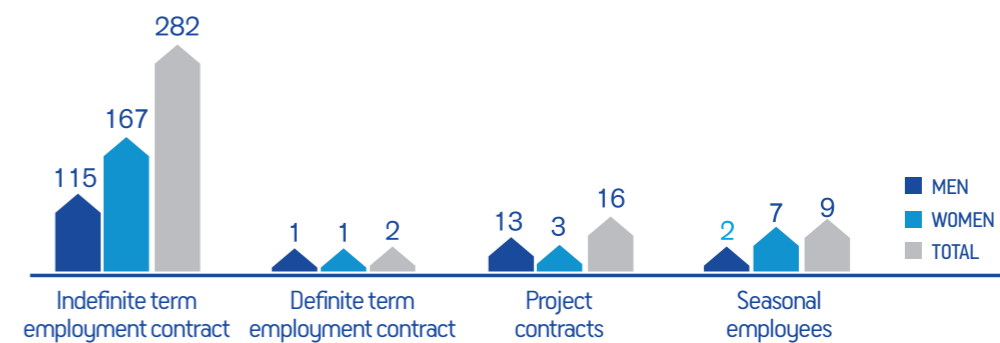 282
167
115
1
1
2
13
3
16
2
7
9
MEN
WOMEN
TOTAL
Indefinite term
employment contract
Definite term
employment contract
Project
contracts
Seasonal
employees